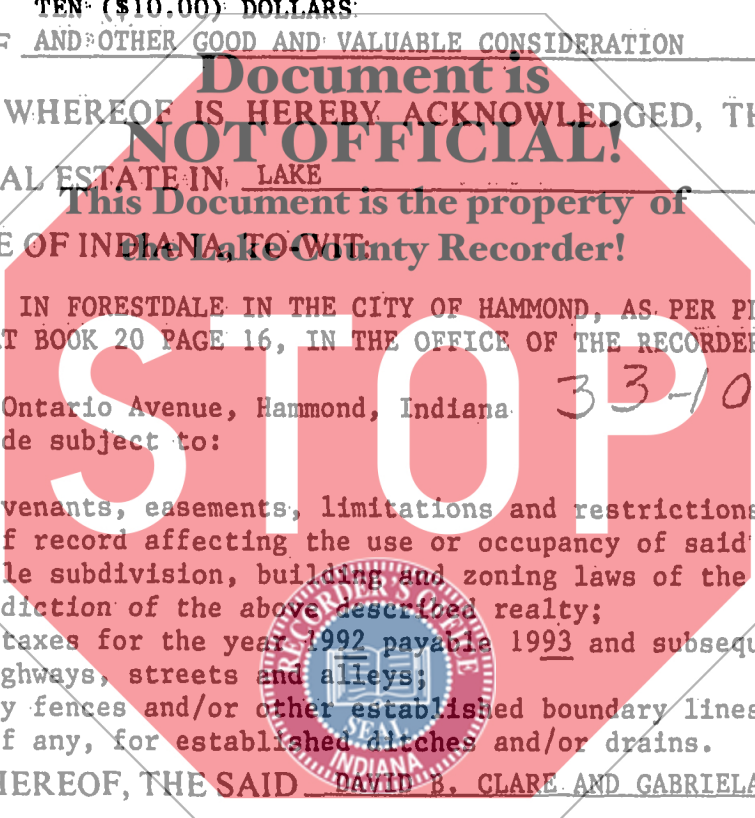 TEN ($10.00) DOLLARS
F AND OTHER GOOD AND VALUABLE CONSIDERATION
Document is
WHEREOF IS HEREBY ACKNOWLEDGED, TH
NOT OFFICIAL!
AL ESTATE IN LAKE
This Document is the property of
E OF INDIANA, TO-WIT:
the Lake County Recorder!
IN FORESTDALE IN THE CITY OF HAMMOND, AS PER PL
AT BOOK 20 PAGE 16, IN THE OFFICE OF THE RECORDER
STOP
Ontario Avenue, Hammond, Indiana 33-10
de subject to:
venants, easements, limitations and restrictions
f record affecting the use or occupancy of said
le subdivision, building and zoning laws of the
diction of the above described realty;
taxes for the year 1992 payable 1993 and subsequ
ghways, streets and alleys;
y fences and/or other established boundary lines
f any, for established ditches and/or drains.
RECORDER'S OFFICE
SEAL
INDIANA
HEREOF, THE SAID DAVID B. CLARE AND GABRIELA